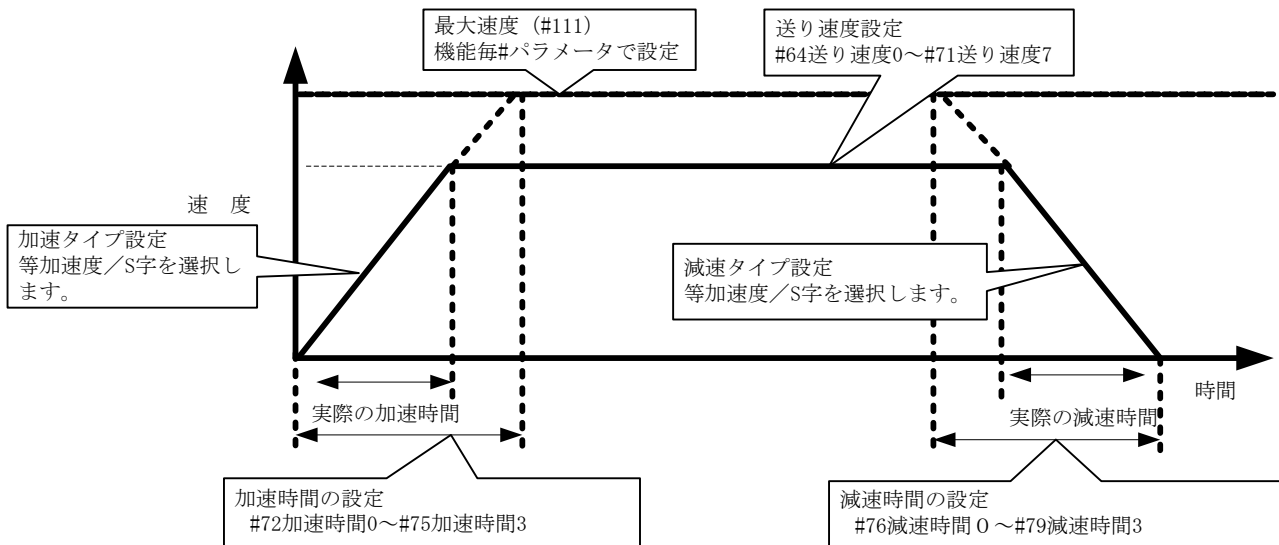 最大速度（#111）
機能毎#パラメータで設定
送り速度設定
#64送り速度0～#71送り速度7
速　度
加速タイプ設定
等加速度／S字を選択し
ます。
減速タイプ設定
等加速度／S字を選択します。
時間
実際の加速時間
実際の減速時間
加速時間の設定
#72加速時間0～#75加速時間3
減速時間の設定
#76減速時間０～#79減速時間3